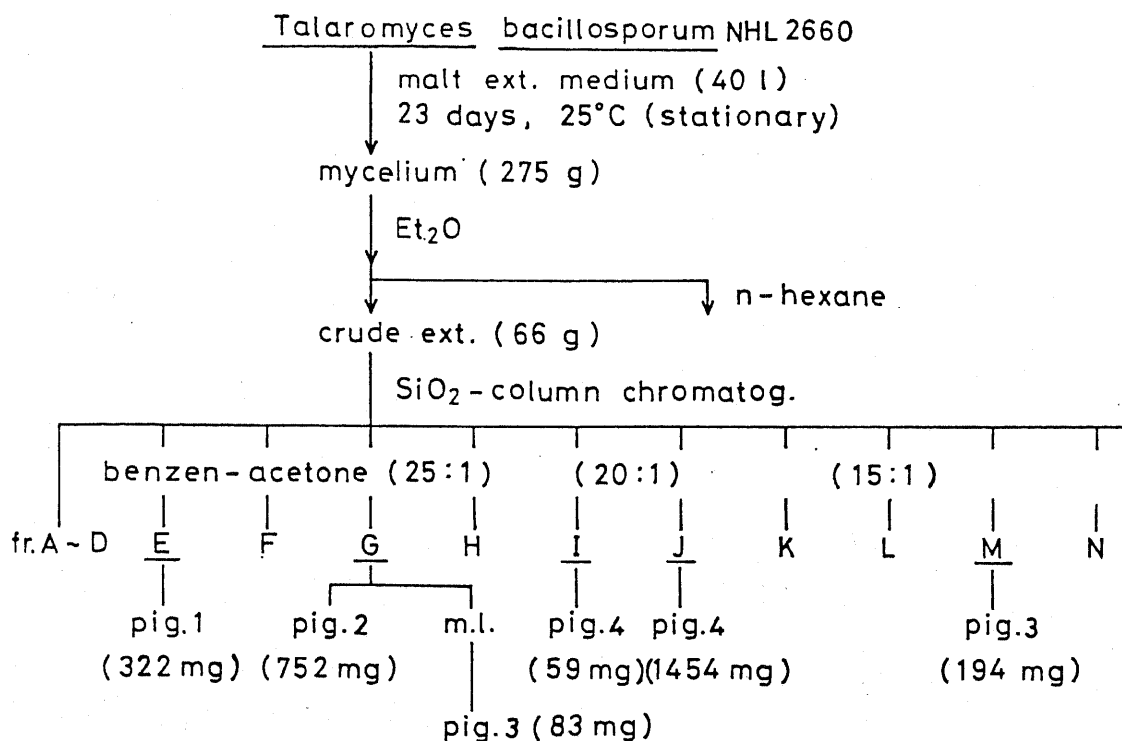 Talaromyces bacillosporum NHL 2660
malt ext. medium (40 l)
23 days, 25°C (stationary)
mycelium (275 g)
Et₂O
n-hexane
crude ext. (66 g)
SiO₂-column chromatog.
benzen-acetone (25:1) (20:1) (15:1)
fr. A ~ D E F G H I J K L M N
pig.1 pig.2 m.l. pig.4 pig.4 pig.3
(322 mg) (752 mg) (59 mg) (1454 mg) (194 mg)
pig.3 (83 mg)